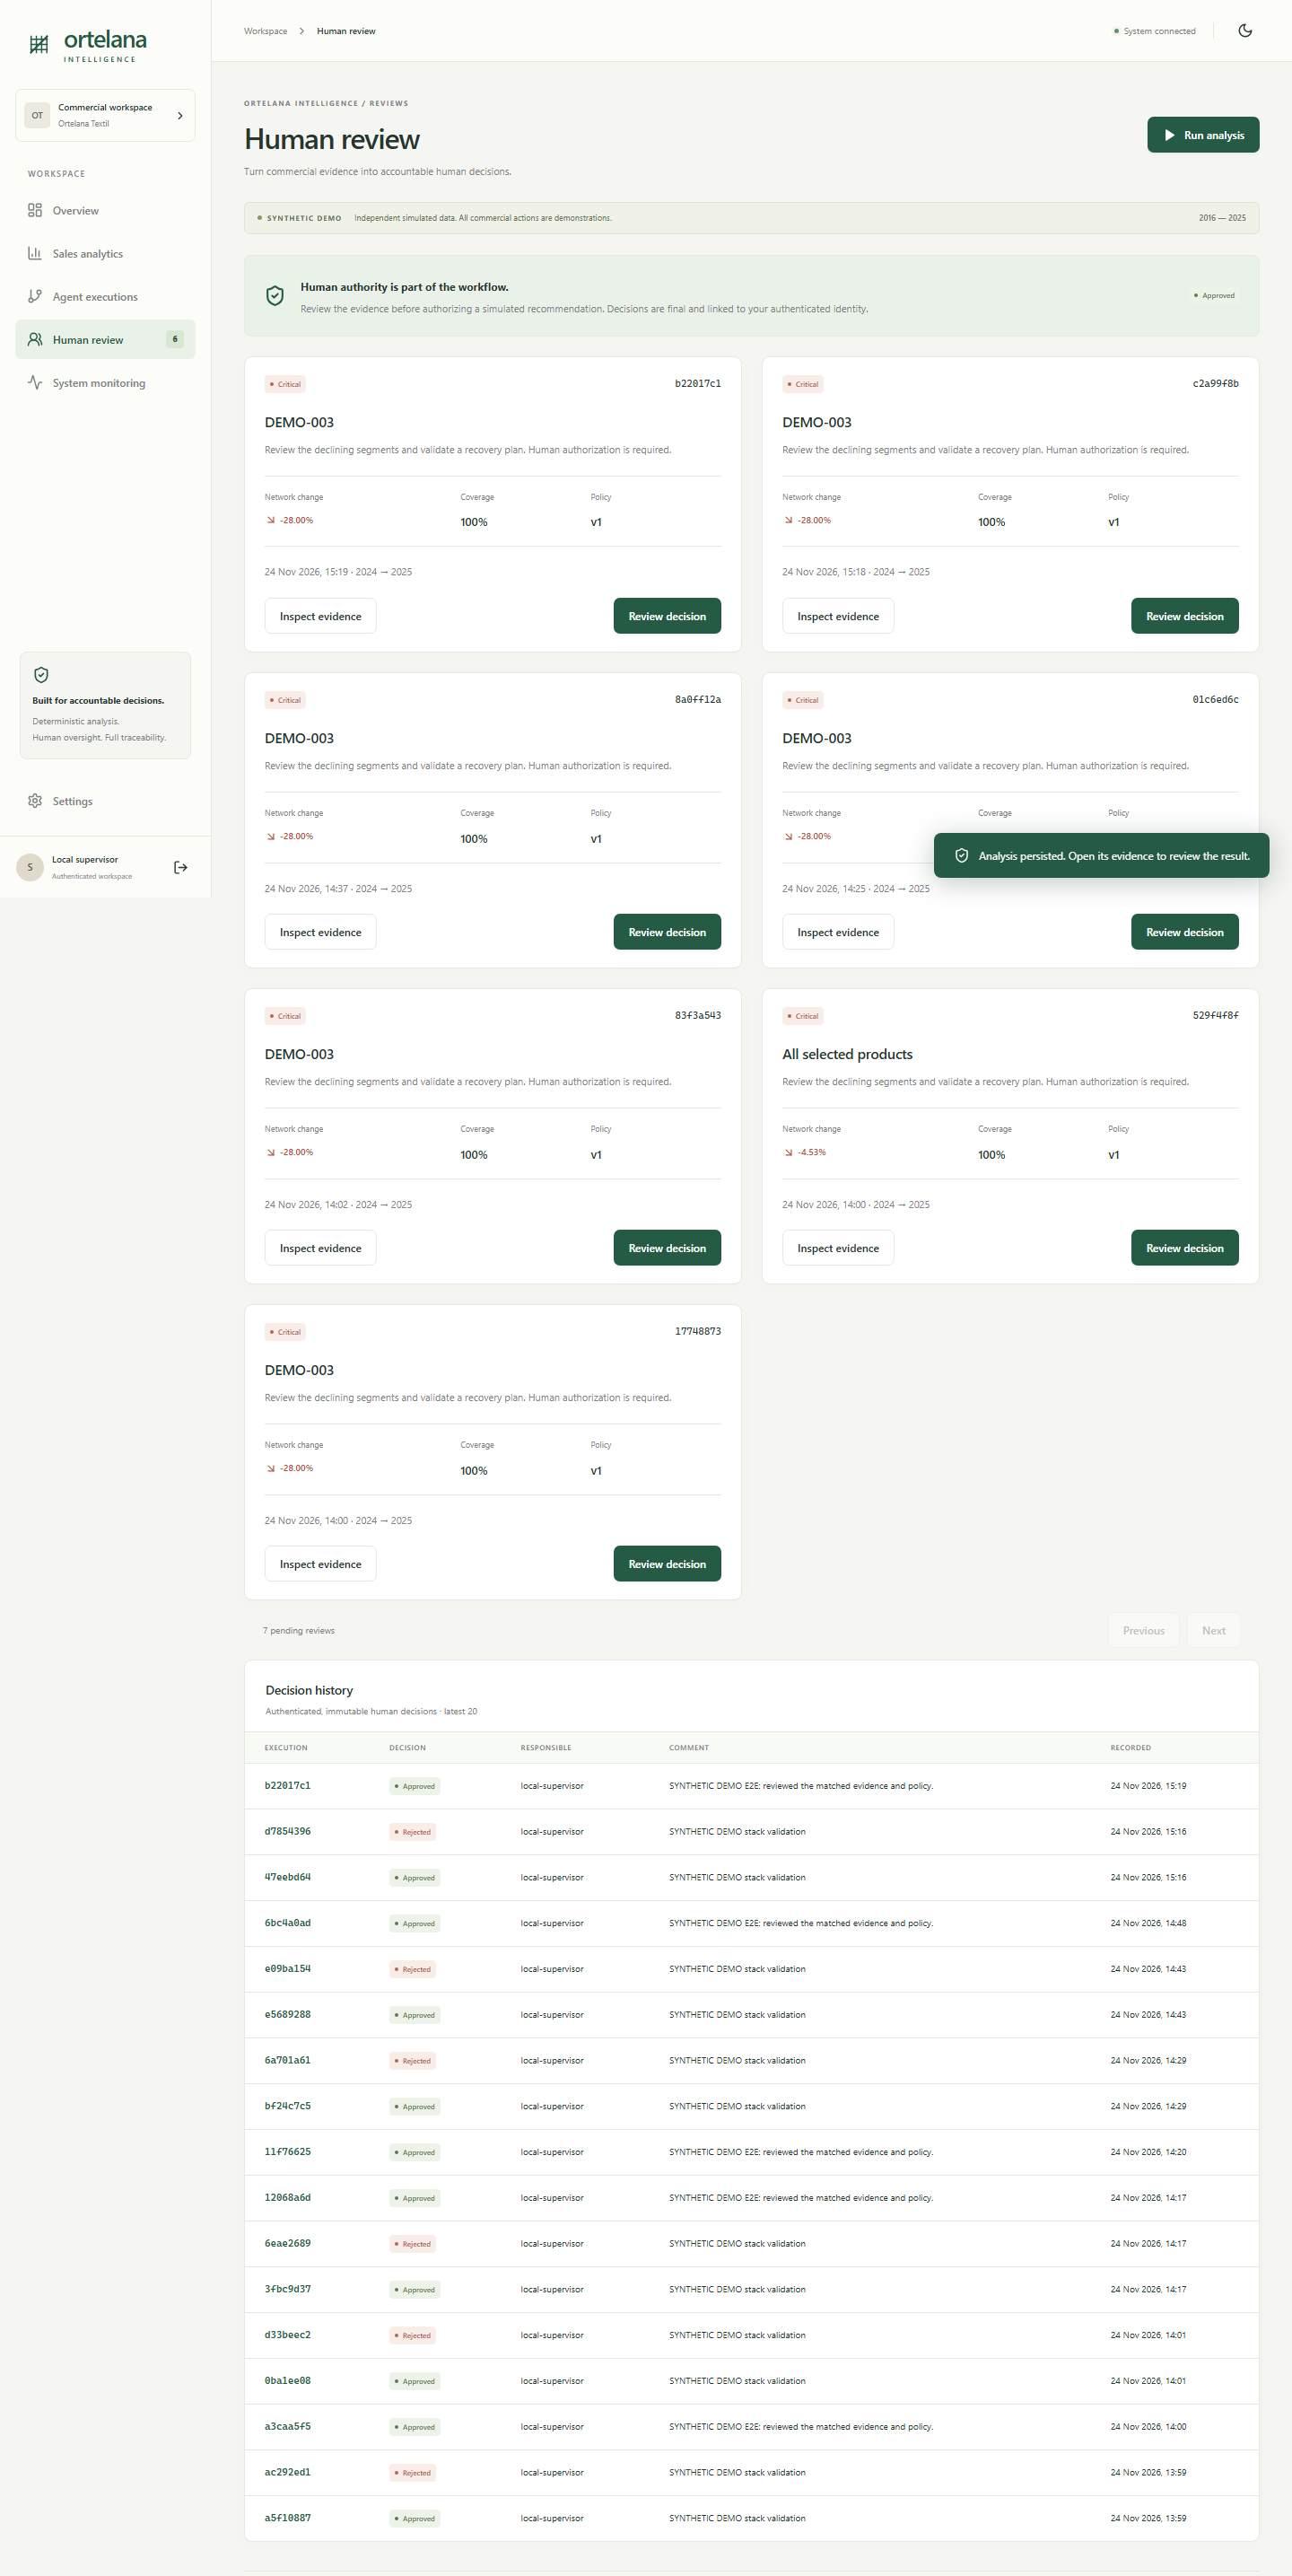 ortelana
INTELLIGENCE
OT
Commercial workspace
Ortelana Textil
WORKSPACE
Overview
Sales analytics
Agent executions
Human review 6
System monitoring
Built for accountable decisions.
Deterministic analysis.
Human oversight. Full traceability.
Settings
S
Local supervisor
Authenticated workspace
Workspace > Human review
System connected
ORTELANA INTELLIGENCE / REVIEWS
Human review
Turn commercial evidence into accountable human decisions.
Run analysis
SYNTHETIC DEMO Independent simulated data. All commercial actions are demonstrations. 2016 — 2025
Human authority is part of the workflow.
Review the evidence before authorizing a simulated recommendation. Decisions are final and linked to your authenticated identity.
Approved
Critical b22017c1
DEMO-003
Review the declining segments and validate a recovery plan. Human authorization is required.
Network change Coverage Policy
-28.00% 100% v1
24 Nov 2026, 15:19 · 2024 → 2025
Inspect evidence Review decision
Critical c2a99f8b
DEMO-003
Review the declining segments and validate a recovery plan. Human authorization is required.
Network change Coverage Policy
-28.00% 100% v1
24 Nov 2026, 15:18 · 2024 → 2025
Inspect evidence Review decision
Critical 8a0ff12a
DEMO-003
Review the declining segments and validate a recovery plan. Human authorization is required.
Network change Coverage Policy
-28.00% 100% v1
24 Nov 2026, 14:37 · 2024 → 2025
Inspect evidence Review decision
Critical 01c6ed6c
DEMO-003
Review the declining segments and validate a recovery plan. Human authorization is required.
Network change Coverage Policy
-28.00%
Analysis persisted. Open its evidence to review the result.
24 Nov 2026, 14:25 · 2024 → 2025
Inspect evidence Review decision
Critical 83f3a543
DEMO-003
Review the declining segments and validate a recovery plan. Human authorization is required.
Network change Coverage Policy
-28.00% 100% v1
24 Nov 2026, 14:02 · 2024 → 2025
Inspect evidence Review decision
Critical 529f4f8f
All selected products
Review the declining segments and validate a recovery plan. Human authorization is required.
Network change Coverage Policy
-4.53% 100% v1
24 Nov 2026, 14:00 · 2024 → 2025
Inspect evidence Review decision
Critical 17748873
DEMO-003
Review the declining segments and validate a recovery plan. Human authorization is required.
Network change Coverage Policy
-28.00% 100% v1
24 Nov 2026, 14:00 · 2024 → 2025
Inspect evidence Review decision
7 pending reviews Previous Next
Decision history
Authenticated, immutable human decisions · latest 20
EXECUTION DECISION RESPONSIBLE COMMENT RECORDED
b22017c1 Approved local-supervisor SYNTHETIC DEMO E2E: reviewed the matched evidence and policy. 24 Nov 2026, 15:19
d7854396 Rejected local-supervisor SYNTHETIC DEMO stack validation 24 Nov 2026, 15:16
47eebd64 Approved local-supervisor SYNTHETIC DEMO stack validation 24 Nov 2026, 15:16
6bc4a0ad Approved local-supervisor SYNTHETIC DEMO E2E: reviewed the matched evidence and policy. 24 Nov 2026, 14:48
e09ba154 Rejected local-supervisor SYNTHETIC DEMO stack validation 24 Nov 2026, 14:43
e5689288 Approved local-supervisor SYNTHETIC DEMO stack validation 24 Nov 2026, 14:43
6a701a61 Rejected local-supervisor SYNTHETIC DEMO stack validation 24 Nov 2026, 14:29
bf24c7c5 Approved local-supervisor SYNTHETIC DEMO stack validation 24 Nov 2026, 14:29
11f76625 Approved local-supervisor SYNTHETIC DEMO E2E: reviewed the matched evidence and policy. 24 Nov 2026, 14:20
12068a6d Approved local-supervisor SYNTHETIC DEMO E2E: reviewed the matched evidence and policy. 24 Nov 2026, 14:17
6eae2689 Rejected local-supervisor SYNTHETIC DEMO stack validation 24 Nov 2026, 14:17
3fbc9d37 Approved local-supervisor SYNTHETIC DEMO stack validation 24 Nov 2026, 14:17
d33beec2 Rejected local-supervisor SYNTHETIC DEMO stack validation 24 Nov 2026, 14:01
0ba1ee08 Approved local-supervisor SYNTHETIC DEMO stack validation 24 Nov 2026, 14:01
a3caa5f5 Approved local-supervisor SYNTHETIC DEMO E2E: reviewed the matched evidence and policy. 24 Nov 2026, 14:00
ac292ed1 Rejected local-supervisor SYNTHETIC DEMO stack validation 24 Nov 2026, 13:59
a5f10887 Approved local-supervisor SYNTHETIC DEMO stack validation 24 Nov 2026, 13:59